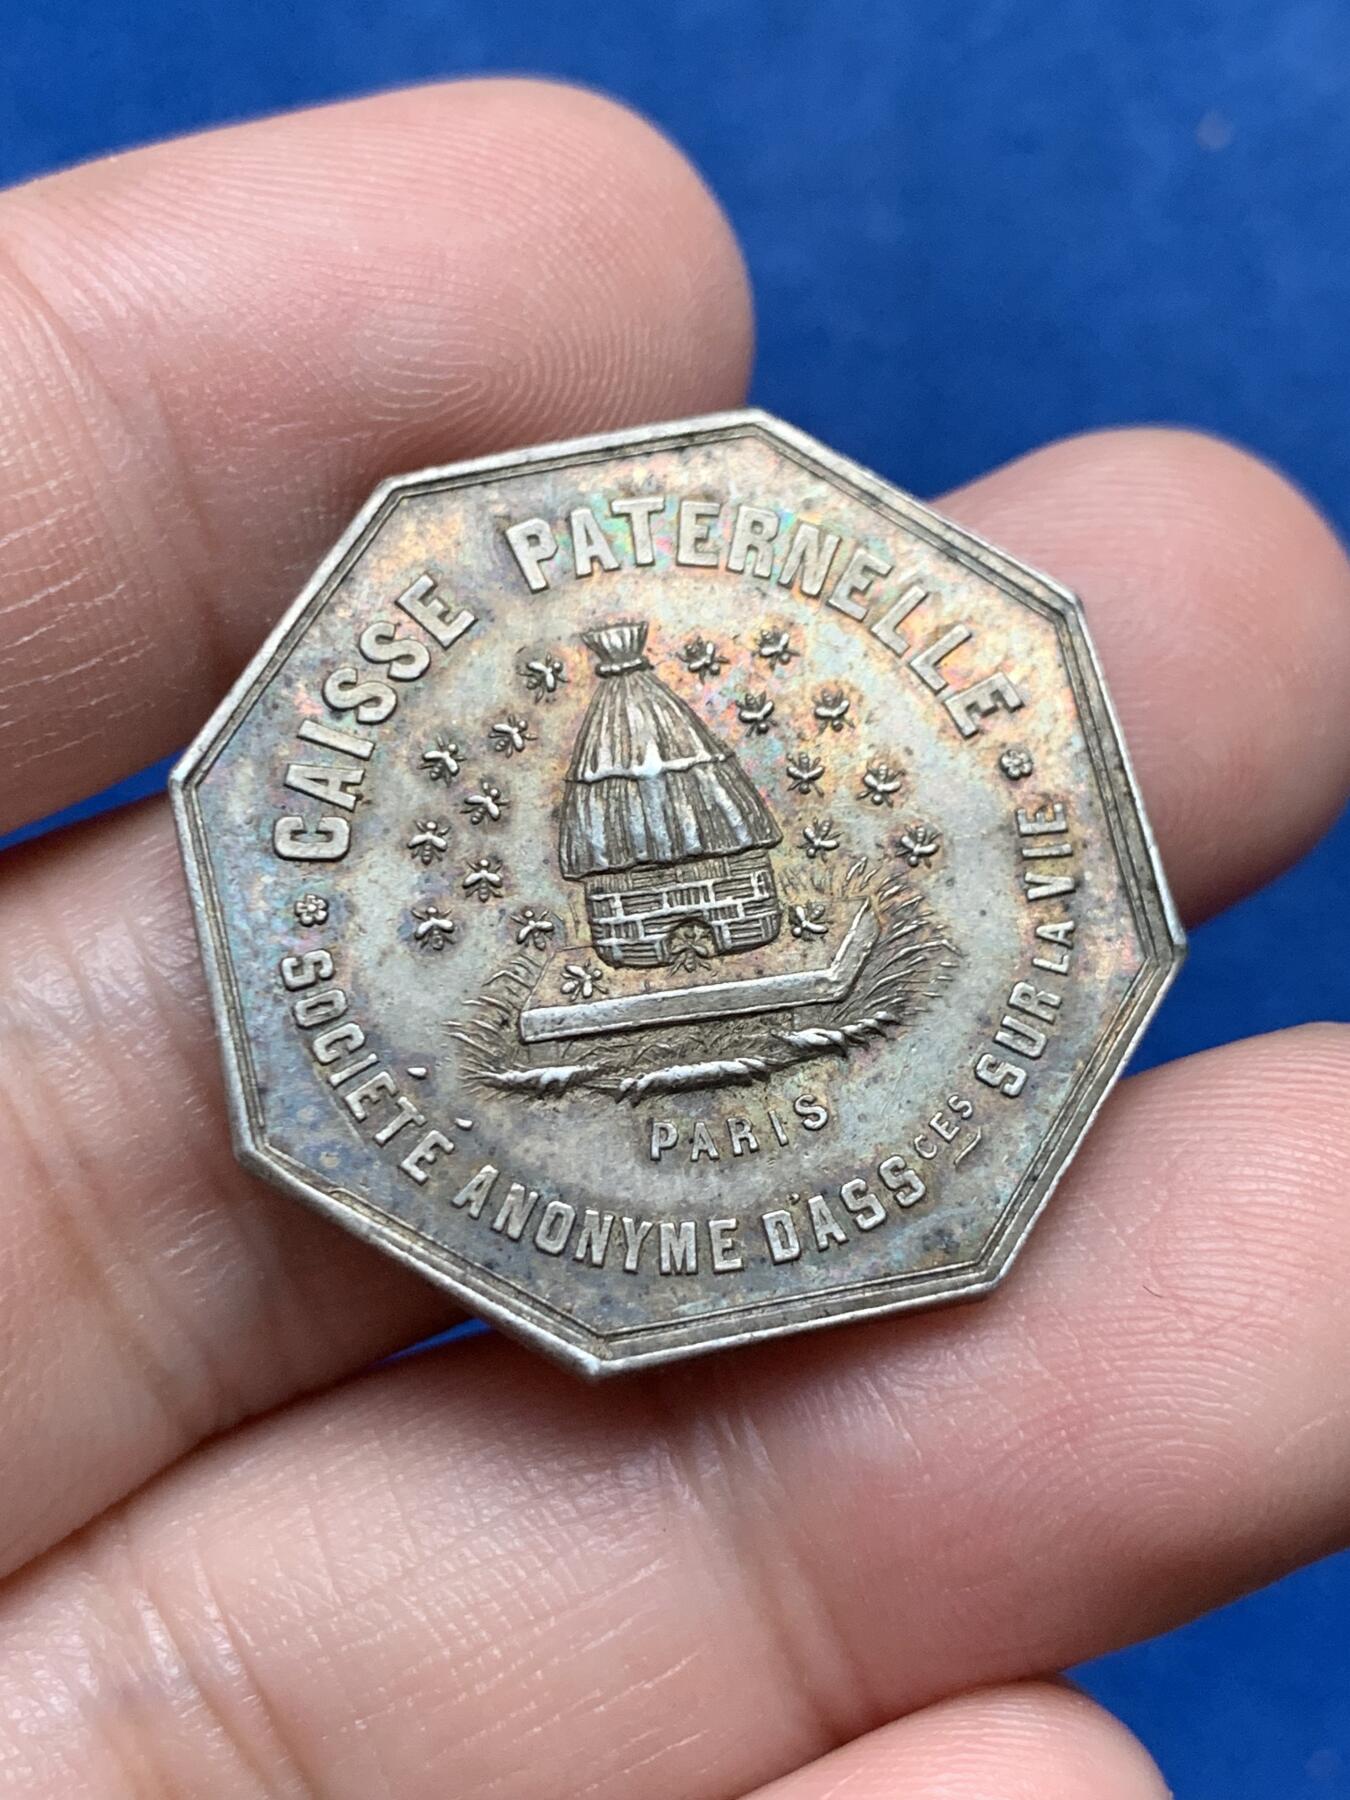 CAISSE PATERNELLE
SOCIÉTÉ ANONYME D'ASSCES SUR LA VIE
PARIS